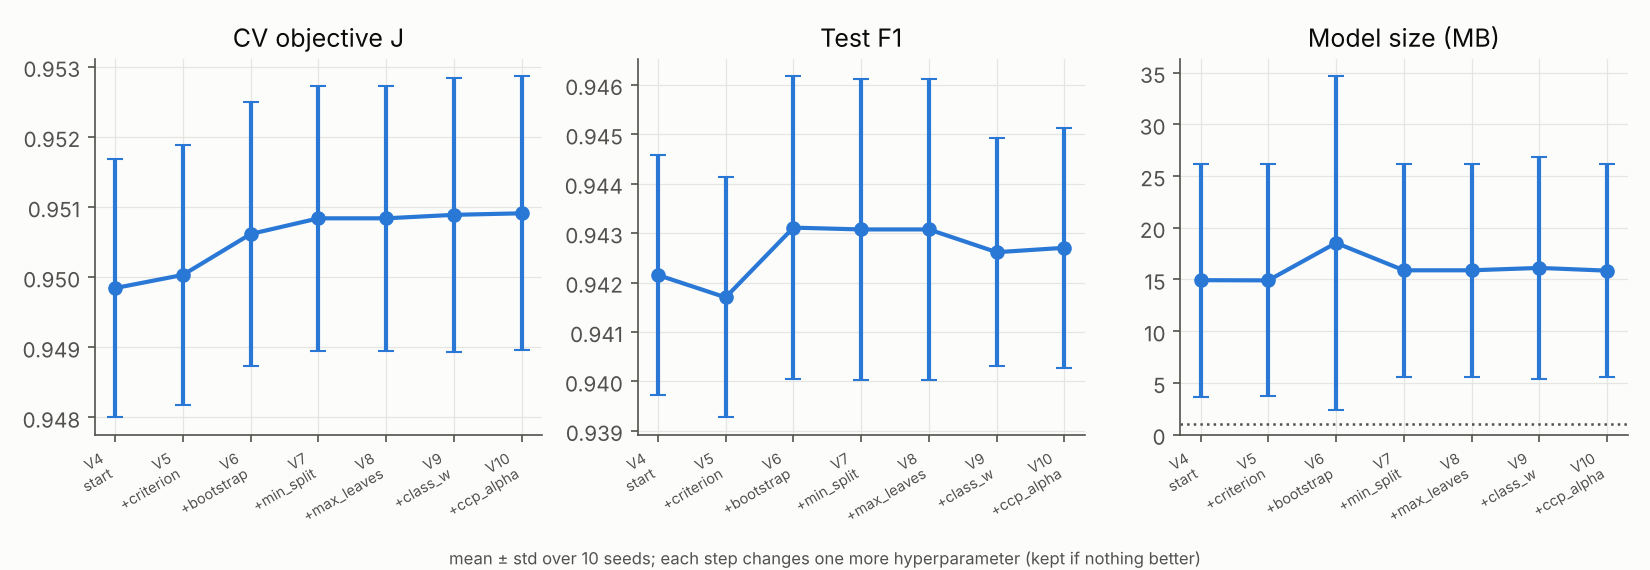 CV objective J
0.953
0.952
0.951
0.950
0.949
0.948
V4
start
V5
+criterion
V6
+bootstrap
V7
+min_split
V8
+max_leaves
V9
+class_w
V10
+ccp_alpha
Test F1
0.946
0.945
0.944
0.943
0.942
0.941
0.940
0.939
V4
start
V5
+criterion
V6
+bootstrap
V7
+min_split
V8
+max_leaves
V9
+class_w
V10
+ccp_alpha
Model size (MB)
35
30
25
20
15
10
5
0
V4
start
V5
+criterion
V6
+bootstrap
V7
+min_split
V8
+max_leaves
V9
+class_w
V10
+ccp_alpha
mean ± std over 10 seeds; each step changes one more hyperparameter (kept if nothing better)